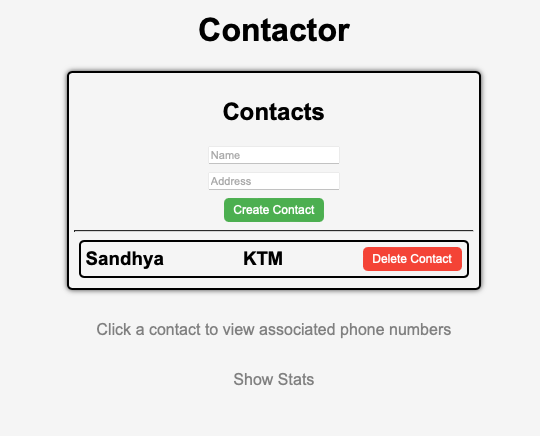 Contactor
Contacts
Name
Address
Create Contact
Sandhya KTM Delete Contact
Click a contact to view associated phone numbers
Show Stats